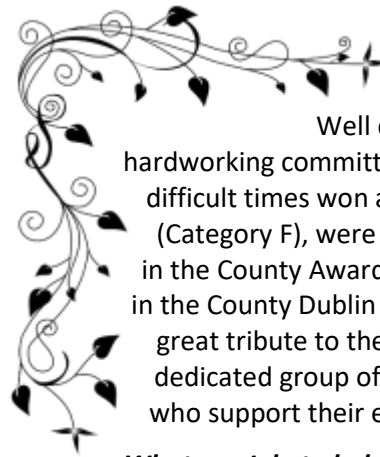 Well
hardworking committ
difficult times won a
(Category F), were
in the County Award
in the County Dublin
great tribute to the
dedicated group of
who support their e